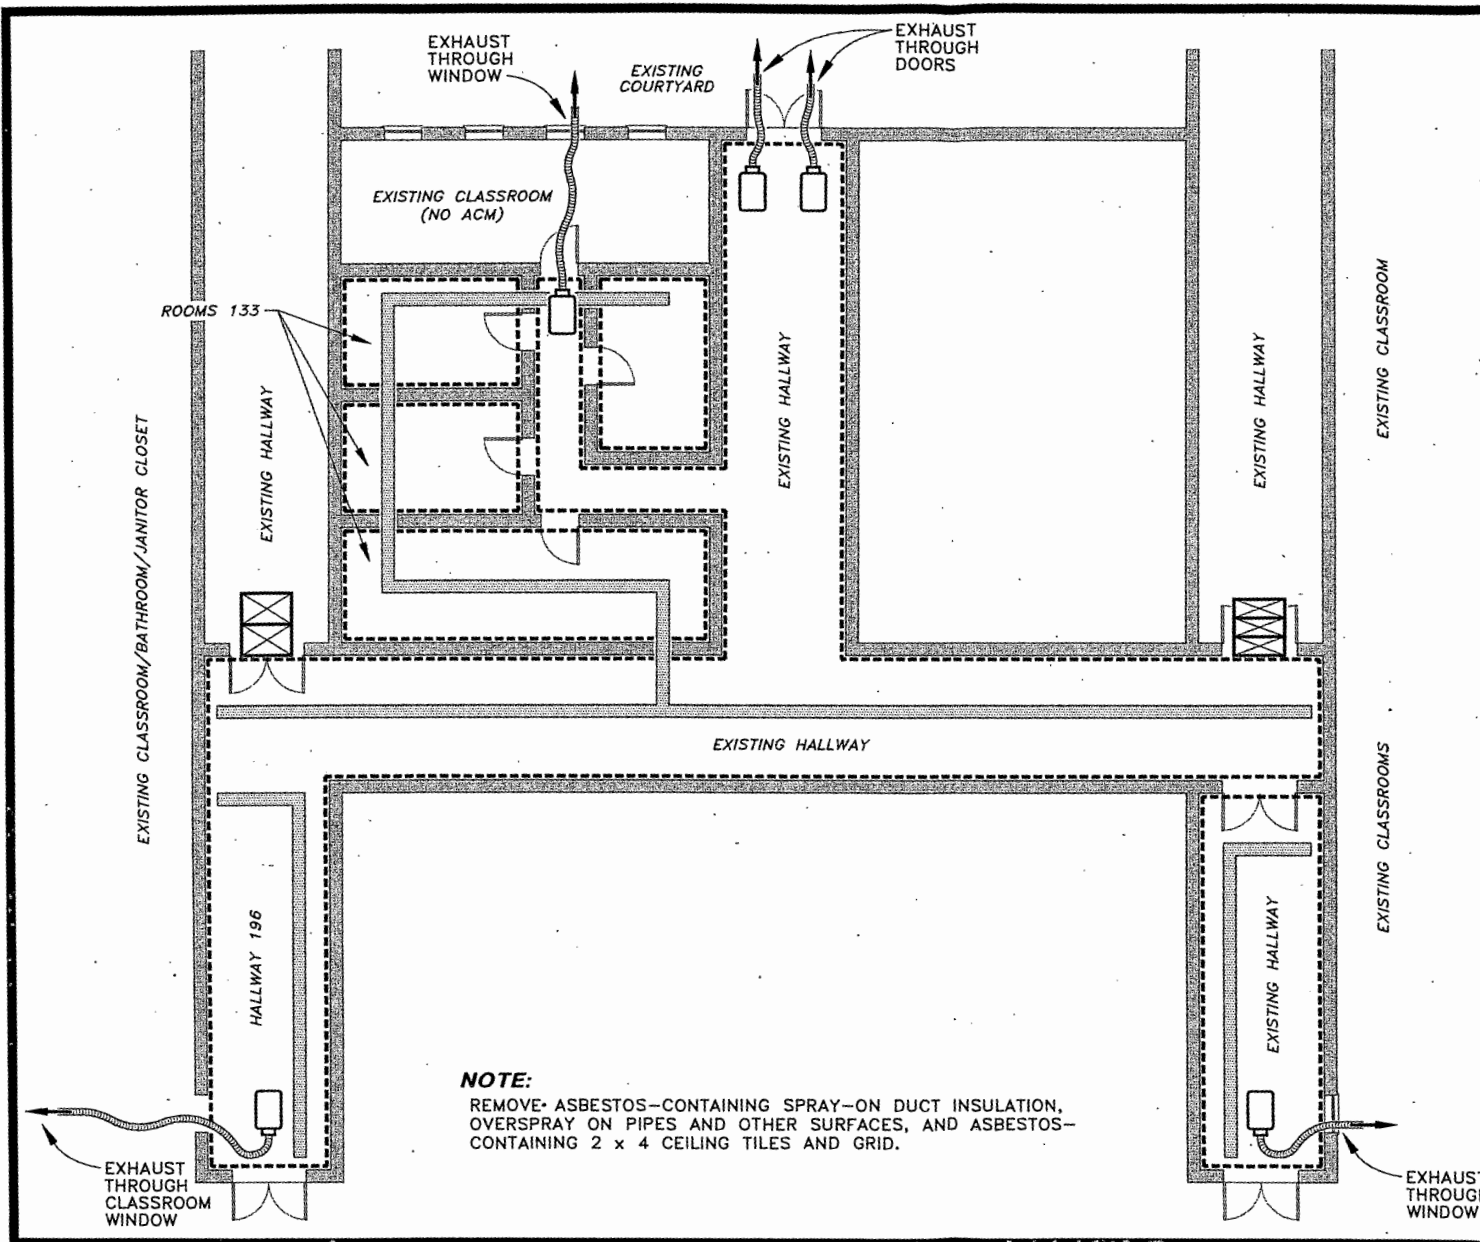 EXHAUST
THROUGH
WINDOW
EXISTING
COURTYARD
EXHAUST
THROUGH
DOORS
EXISTING CLASSROOM
(NO ACM)
ROOMS 133
EXISTING CLASSROOM/BATHROOM/JANITOR CLOSET
EXISTING HALLWAY
EXISTING HALLWAY
EXISTING HALLWAY
EXISTING CLASSROOM
EXISTING HALLWAY
EXISTING CLASSROOMS
HALLWAY 196
EXISTING HALLWAY
NOTE:
REMOVE ASBESTOS-CONTAINING SPRAY-ON DUCT INSULATION,
OVERSPRAY ON PIPES AND OTHER SURFACES, AND ASBESTOS-
CONTAINING 2 x 4 CEILING TILES AND GRID.
EXHAUST
THROUGH
CLASSROOM
WINDOW
EXHAUST
THROUGH
WINDOW